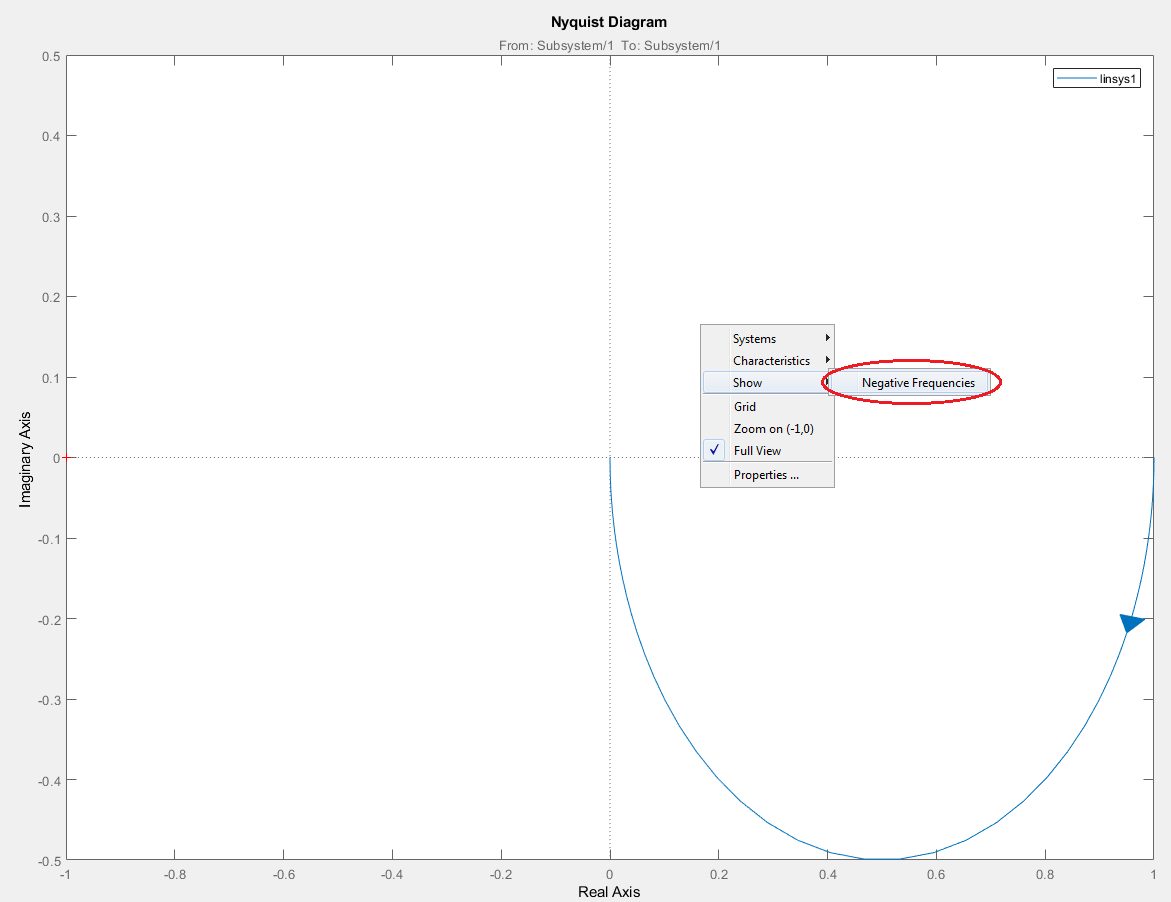 Nyquist Diagram
From: Subsystem/1 To: Subsystem/1
0.5
linsys1
0.4
0.3
0.2
Systems
Characteristics
0.1
Show
Negative Frequencies
Grid
Zoom on (-1,0)
Full View
Properties ...
Imaginary Axis
0
-0.1
-0.2
-0.3
-0.4
-0.5
-1 -0.8 -0.6 -0.4 -0.2 0 0.2 0.4 0.6 0.8 1
Real Axis